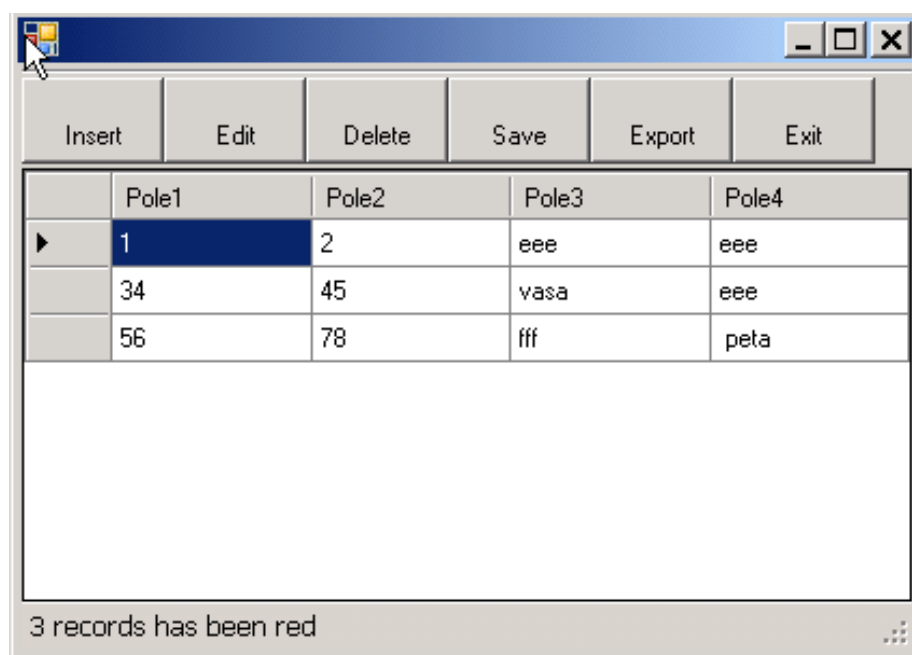 Insert Edit Delete Save Export Exit
Pole1 Pole2 Pole3 Pole4
1 2 eee eee
34 45 vasa eee
56 78 fff peta
3 records has been red